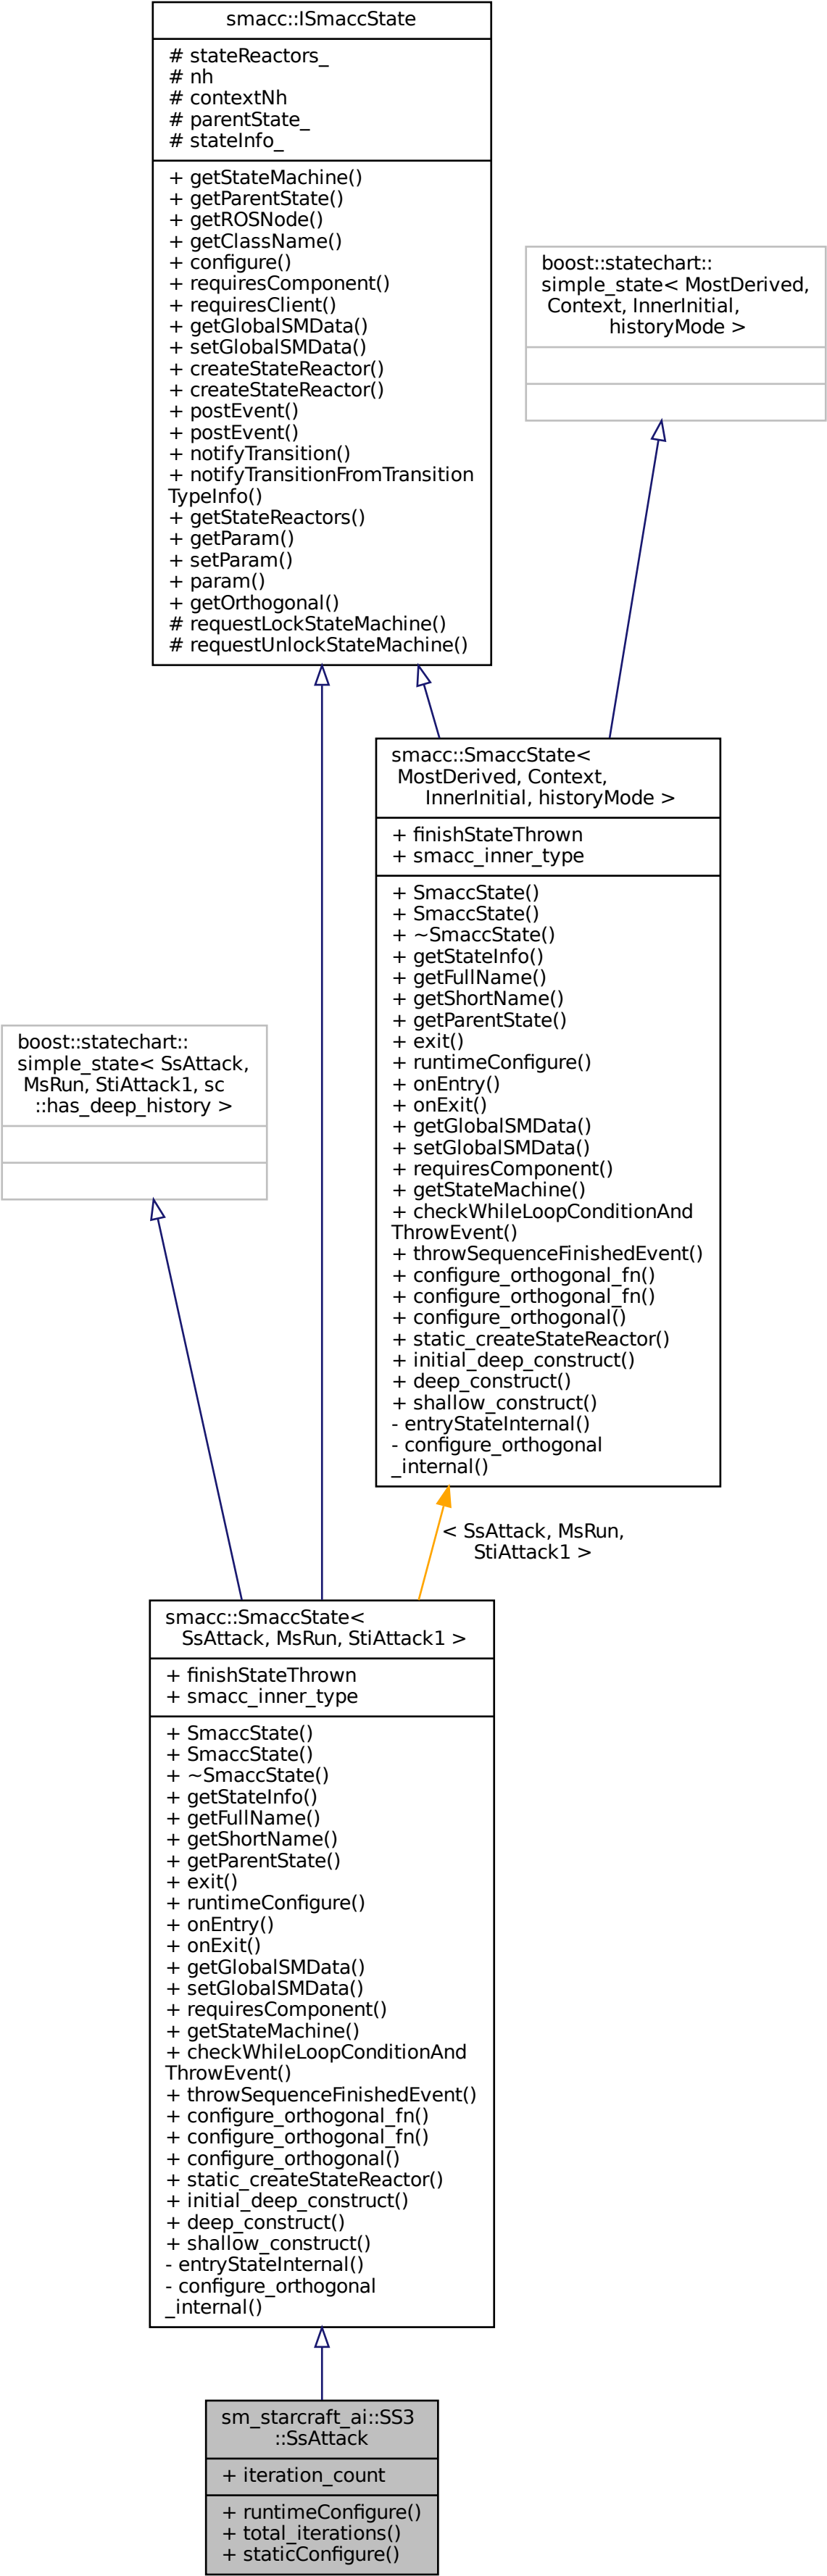 smacc::ISmaccState
# stateReactors_
# nh
# contextNh
# parentState_
# stateInfo_
+ getStateMachine()
+ getParentState()
+ getROSNode()
+ getClassName()
+ configure()
+ requiresComponent()
+ requiresClient()
+ getGlobalSMData()
+ setGlobalSMData()
+ createStateReactor()
+ createStateReactor()
+ postEvent()
+ postEvent()
+ notifyTransition()
+ notifyTransitionFromTransition
TypeInfo()
+ getStateReactors()
+ getParam()
+ setParam()
+ param()
+ getOrthogonal()
# requestLockStateMachine()
# requestUnlockStateMachine()
boost::statechart::
simple_state< MostDerived,
Context, InnerInitial,
historyMode >
smacc::SmaccState<
MostDerived, Context,
InnerInitial, historyMode >
+ finishStateThrown
+ smacc_inner_type
+ SmaccState()
+ SmaccState()
+ ~SmaccState()
+ getStateInfo()
+ getFullName()
+ getShortName()
+ getParentState()
+ exit()
+ runtimeConfigure()
+ onEntry()
+ onExit()
+ getGlobalSMData()
+ setGlobalSMData()
+ requiresComponent()
+ getStateMachine()
+ checkWhileLoopConditionAnd
ThrowEvent()
+ throwSequenceFinishedEvent()
+ configure_orthogonal_fn()
+ configure_orthogonal_fn()
+ configure_orthogonal()
+ static_createStateReactor()
+ initial_deep_construct()
+ deep_construct()
+ shallow_construct()
- entryStateInternal()
- configure_orthogonal
_internal()
boost::statechart::
simple_state< SsAttack,
MsRun, StiAttack1, sc
::has_deep_history >
< SsAttack, MsRun,
StiAttack1 >
smacc::SmaccState<
SsAttack, MsRun, StiAttack1 >
+ finishStateThrown
+ smacc_inner_type
+ SmaccState()
+ SmaccState()
+ ~SmaccState()
+ getStateInfo()
+ getFullName()
+ getShortName()
+ getParentState()
+ exit()
+ runtimeConfigure()
+ onEntry()
+ onExit()
+ getGlobalSMData()
+ setGlobalSMData()
+ requiresComponent()
+ getStateMachine()
+ checkWhileLoopConditionAnd
ThrowEvent()
+ throwSequenceFinishedEvent()
+ configure_orthogonal_fn()
+ configure_orthogonal_fn()
+ configure_orthogonal()
+ static_createStateReactor()
+ initial_deep_construct()
+ deep_construct()
+ shallow_construct()
- entryStateInternal()
- configure_orthogonal
_internal()
sm_starcraft_ai::SS3
::SsAttack
+ iteration_count
+ runtimeConfigure()
+ total_iterations()
+ staticConfigure()